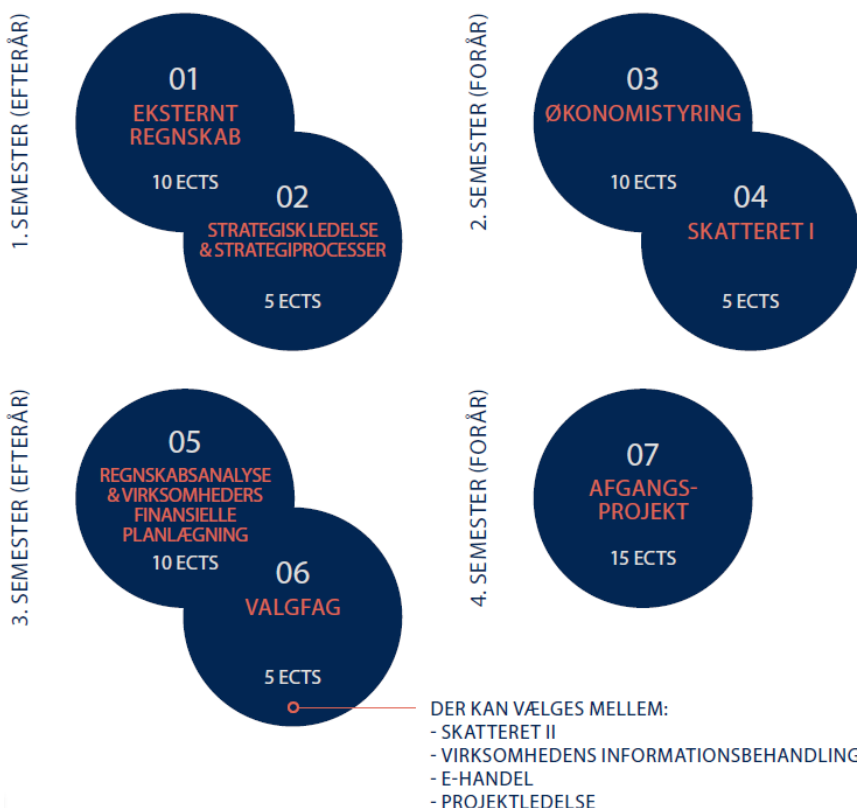 1. SEMESTER (EFTERÅR)
01
EKSTERNT
REGNSKAB
10 ECTS
02
STRATEGISK LEDELSE
& STRATEGIPROCESSER
5 ECTS
2. SEMESTER (FORÅR)
03
ØKONOMISTYRING
10 ECTS
04
SKATTERET I
5 ECTS
3. SEMESTER (EFTERÅR)
05
REGNSKABSANALYSE
& VIRKSOMHEDERS
FINANSIELLE
PLANLÆGNING
10 ECTS
06
VALGFAG
5 ECTS
4. SEMESTER (FORÅR)
07
AFGANGS-
PROJEKT
15 ECTS
DER KAN VÆLGES MELLEM:
- SKATTERET II
- VIRKSOMHEDENS INFORMATIONSBEHANDLING
- E-HANDEL
- PROJEKTLEDELSE